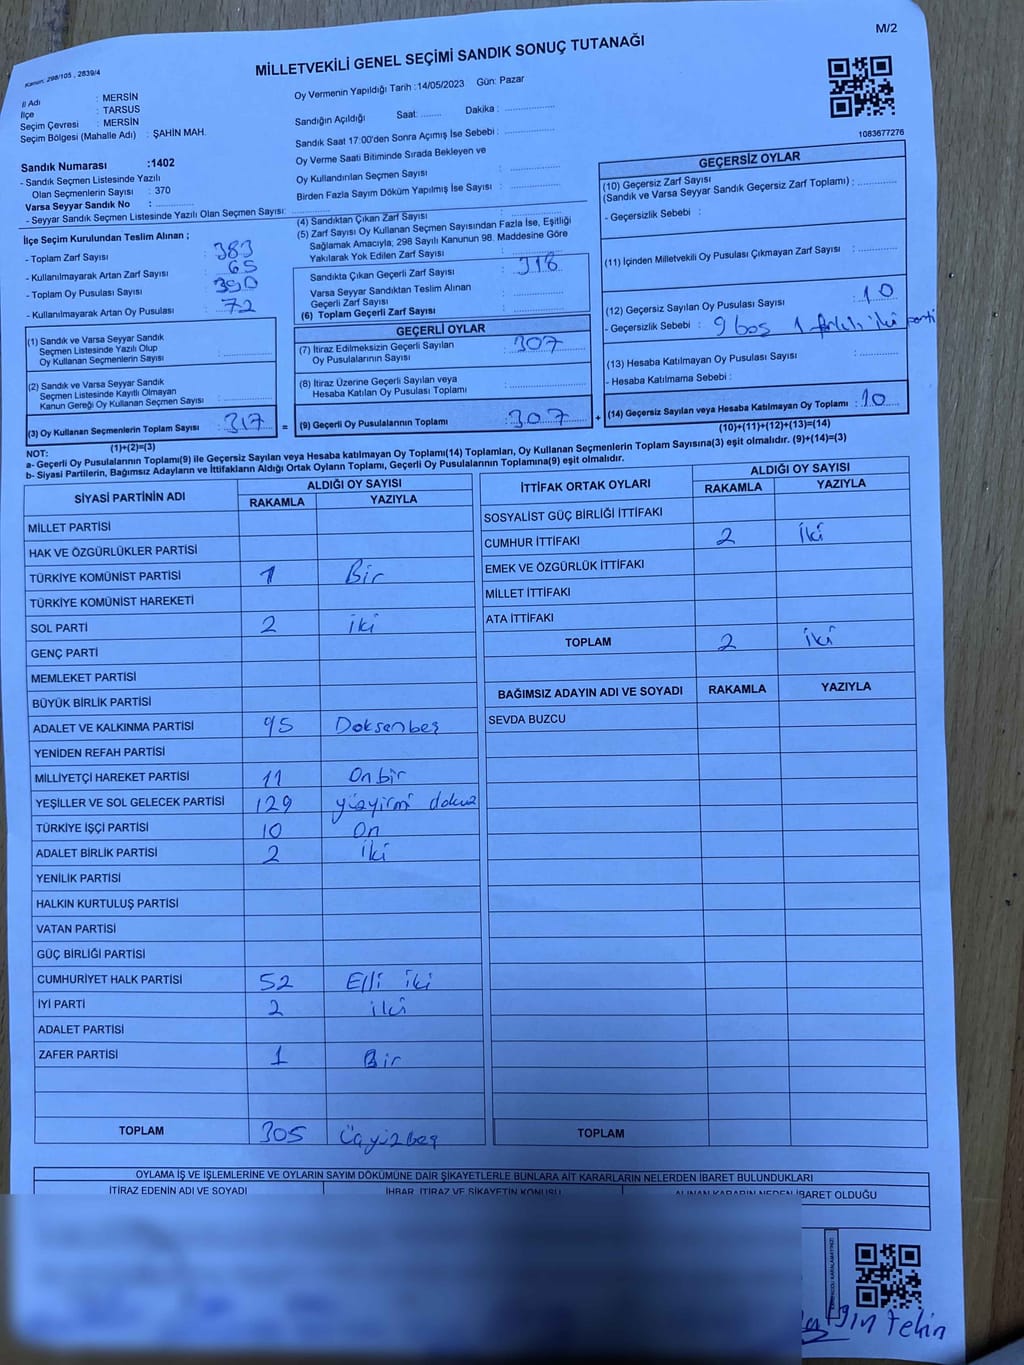 M/2
Kanun: 298/105, 2839/4
MİLLETVEKİLİ GENEL SEÇİMİ SANDIK SONUÇ TUTANAĞI
İl Adı : MERSİN
İlçe : TARSUS
Seçim Çevresi : MERSİN
Seçim Bölgesi (Mahalle Adı) : ŞAHİN MAH.
Sandık Numarası :1402
- Sandık Seçmen Listesinde Yazılı
Olan Seçmenlerin Sayısı : 370
Varsa Seyyar Sandık No :
- Seyyar Sandık Seçmen Listesinde Yazılı Olan Seçmen Sayısı:
Oy Vermenin Yapıldığı Tarih :14/05/2023 Gün: Pazar
Sandığın Açıldığı Saat: Dakika :
Sandık Saat 17:00'den Sonra Açımış İse Sebebi :
Oy Verme Saati Bitiminde Sırada Bekleyen ve
Oy Kullandırılan Seçmen Sayısı :
Birden Fazla Sayım Döküm Yapılmış İse Sayısı :
1083677276
İlçe Seçim Kurulundan Teslim Alınan ;
- Toplam Zarf Sayısı : 383
- Kullanılmayarak Artan Zarf Sayısı : 65
- Toplam Oy Pusulası Sayısı : 390
- Kullanılmayarak Artan Oy Pusulası : 72
(4) Sandıktan Çıkan Zarf Sayısı :
(5) Zarf Sayısı Oy Kullanan Seçmen Sayısından Fazla İse, Eşitliği
Sağlamak Amacıyla; 298 Sayılı Kanunun 98. Maddesine Göre
Yakılarak Yok Edilen Zarf Sayısı :
Sandıkta Çıkan Geçerli Zarf Sayısı : 318
Varsa Seyyar Sandıktan Teslim Alınan
Geçerli Zarf Sayısı :
(6) Toplam Geçerli Zarf Sayısı :
GEÇERSİZ OYLAR
(10) Geçersiz Zarf Sayısı
(Sandık ve Varsa Seyyar Sandık Geçersiz Zarf Toplamı) :
- Geçersizlik Sebebi :
(11) İçinden Milletvekili Oy Pusulası Çıkmayan Zarf Sayısı :
(12) Geçersiz Sayılan Oy Pusulası Sayısı : 10
- Geçersizlik Sebebi : 9 boş 1 farklı iki parti
(13) Hesaba Katılmayan Oy Pusulası Sayısı :
- Hesaba Katılmama Sebebi :
(14) Geçersiz Sayılan veya Hesaba Katılmayan Oy Toplamı : 10
(10)+(11)+(12)+(13)=(14)
(1) Sandık ve Varsa Seyyar Sandık
Seçmen Listesinde Yazılı Olup
Oy Kullanan Seçmenlerin Sayısı :
(2) Sandık ve Varsa Seyyar Sandık
Seçmen Listesinde Kayıtlı Olmayan
Kanun Gereği Oy Kullanan Seçmen Sayısı :
(3) Oy Kullanan Seçmenlerin Toplam Sayısı : 317 =
(1)+(2)=(3)
GEÇERLİ OYLAR
(7) İtiraz Edilmeksizin Geçerli Sayılan
Oy Pusulalarının Sayısı : 307
(8) İtiraz Üzerine Geçerli Sayılan veya
Hesaba Katılan Oy Pusulası Toplamı :
(9) Geçerli Oy Pusulalarının Toplamı : 307 +
NOT:
a- Geçerli Oy Pusulalarının Toplamı(9) ile Geçersiz Sayılan veya Hesaba katılmayan Oy Toplamı(14) Toplamları, Oy Kullanan Seçmenlerin Toplam Sayısına(3) eşit olmalıdır. (9)+(14)=(3)
b- Siyasi Partilerin, Bağımsız Adayların ve İttifakların Aldığı Ortak Oyların Toplamı, Geçerli Oy Pusulalarının Toplamına(9) eşit olmalıdır.
SİYASİ PARTİNİN ADI ALDIĞI OY SAYISI
RAKAMLA YAZIYLA
MİLLET PARTİSİ
HAK VE ÖZGÜRLÜKLER PARTİSİ
TÜRKİYE KOMÜNİST PARTİSİ 1 Bir
TÜRKİYE KOMÜNİST HAREKETİ
SOL PARTİ 2 iki
GENÇ PARTİ
MEMLEKET PARTİSİ
BÜYÜK BİRLİK PARTİSİ
ADALET VE KALKINMA PARTİSİ 95 Doksanbeş
YENİDEN REFAH PARTİSİ
MİLLİYETÇİ HAREKET PARTİSİ 11 Onbir
YEŞİLLER VE SOL GELECEK PARTİSİ 129 yüzyirmi dokuz
TÜRKİYE İŞÇİ PARTİSİ 10 On
ADALET BİRLİK PARTİSİ 2 iki
YENİLİK PARTİSİ
HALKIN KURTULUŞ PARTİSİ
VATAN PARTİSİ
GÜÇ BİRLİĞİ PARTİSİ
CUMHURİYET HALK PARTİSİ 52 Elli iki
İYİ PARTİ 2 iki
ADALET PARTİSİ
ZAFER PARTİSİ 1 Bir
TOPLAM 305 üçyüzbeş
İTTİFAK ORTAK OYLARI ALDIĞI OY SAYISI
RAKAMLA YAZIYLA
SOSYALİST GÜÇ BİRLİĞİ İTTİFAKI
CUMHUR İTTİFAKI 2 iki
EMEK VE ÖZGÜRLÜK İTTİFAKI
MİLLET İTTİFAKI
ATA İTTİFAKI
TOPLAM 2 iki
BAĞIMSIZ ADAYIN ADI VE SOYADI RAKAMLA YAZIYLA
SEVDA BUZCU
TOPLAM
OYLAMA İŞ VE İŞLEMLERİNE VE OYLARIN SAYIM DÖKÜMÜNE DAİR ŞİKAYETLERLE BUNLARA AİT KARARLARIN NELERDEN İBARET BULUNDUKLARI
İTİRAZ EDENİN ADI VE SOYADI İHBAR, İTİRAZ VE ŞİKAYETİN KONUSU ALINAN KARARIN NEDEN İBARET OLDUĞU
tekin